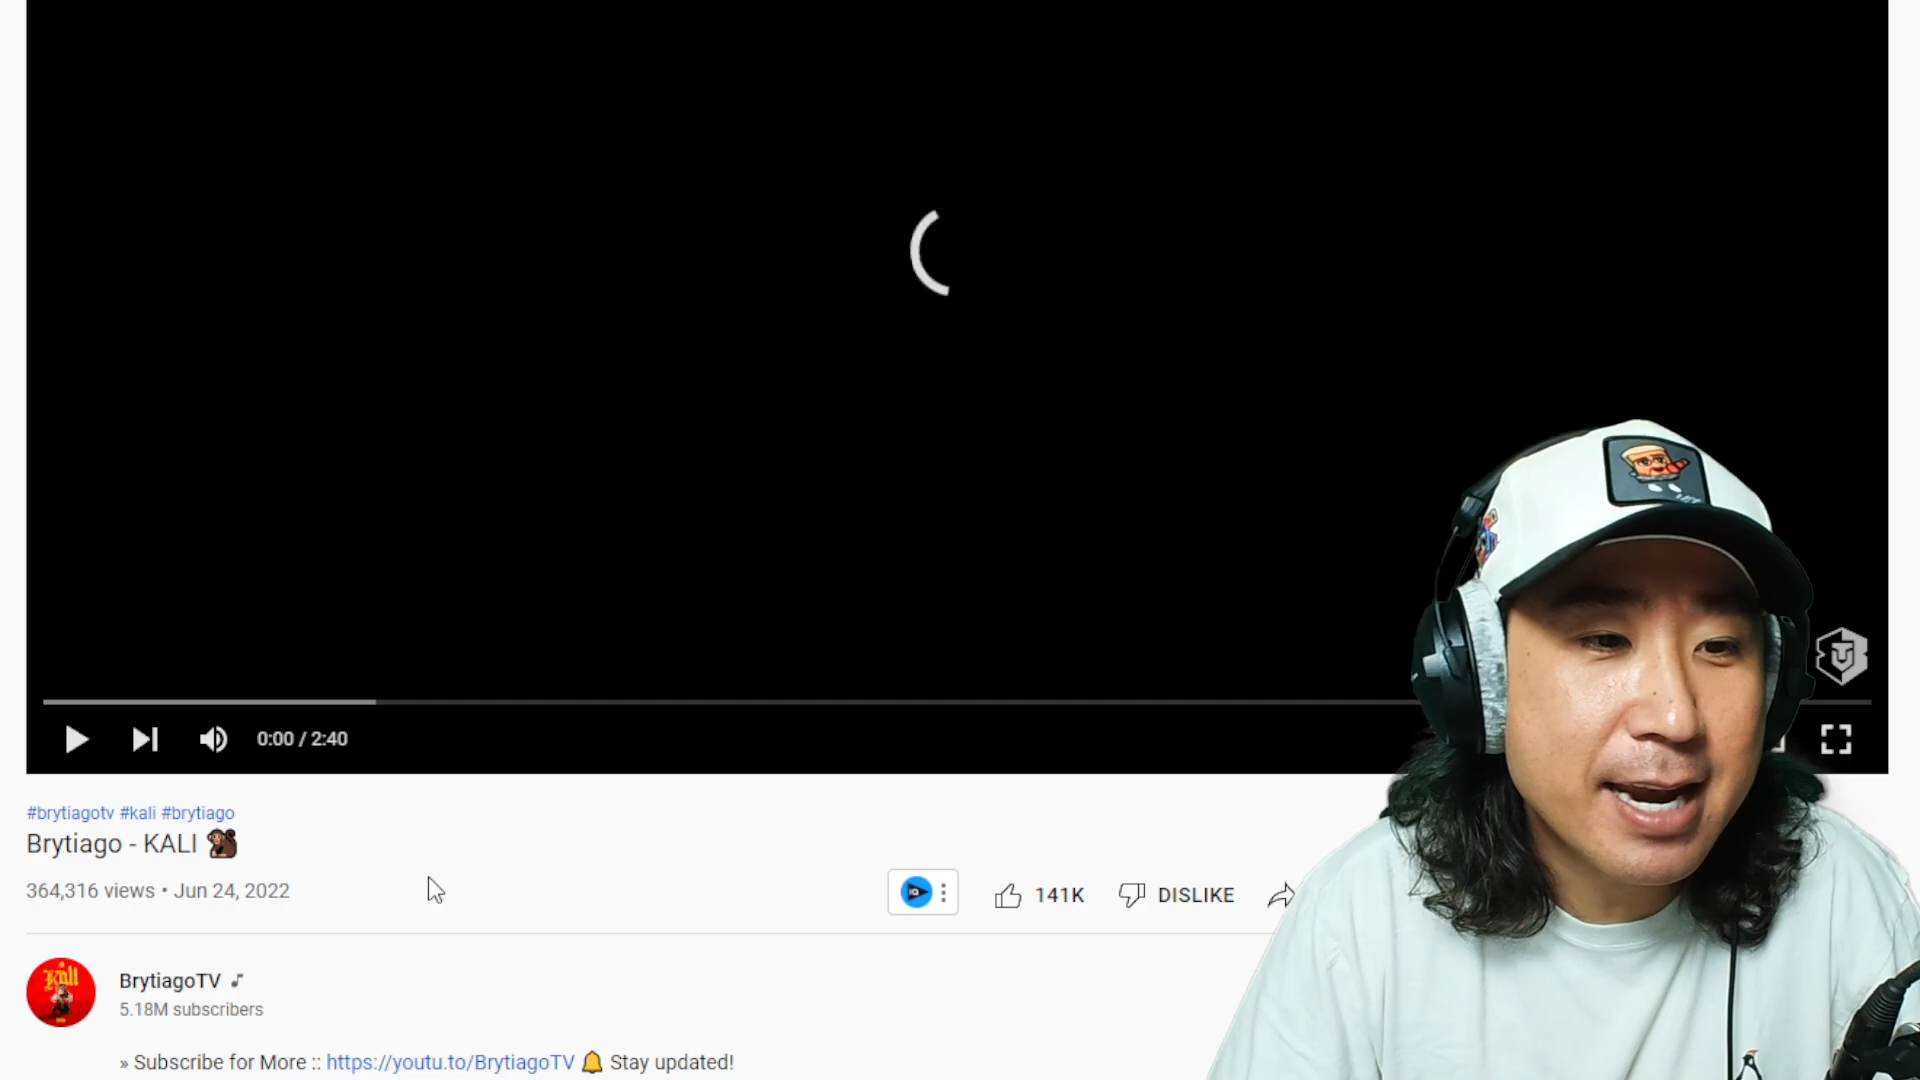 0:00 / 2:40
#brytiagotv #kali #brytiago
Brytiago - KALI 🐒
364,316 views • Jun 24, 2022
141K
DISLIKE
Kali
BrytiagoTV
5.18M subscribers
» Subscribe for More :: https://youtu.to/BrytiagoTV 🔔 Stay updated!